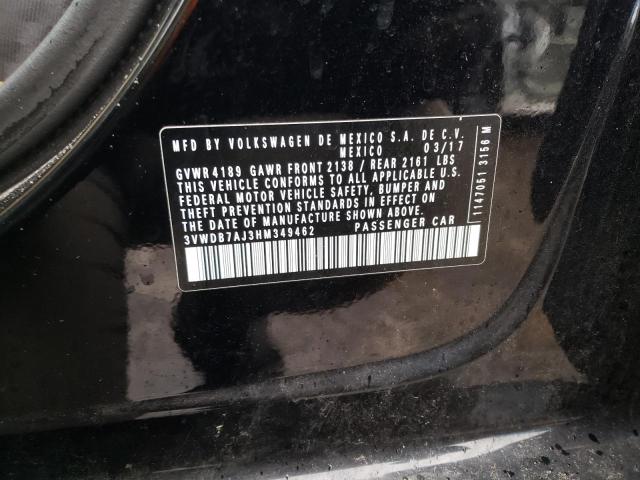 MFD BY VOLKSWAGEN DE MEXICO S.A. DE C.V.
MEXICO 03/17
GVWR 4189 GAWR FRONT 2138 / REAR 2161 LBS
THIS VEHICLE CONFORMS TO ALL APPLICABLE U.S.
FEDERAL MOTOR VEHICLE SAFETY, BUMPER AND
THEFT PREVENTION STANDARDS IN EFFECT ON
THE DATE OF MANUFACTURE SHOWN ABOVE.
3VWDB7AJ3HM349462 PASSENGER CAR
1147051 3156 M